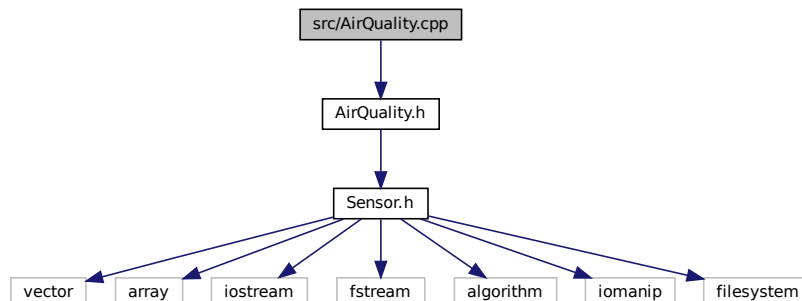 src/AirQuality.cpp
AirQuality.h
Sensor.h
vector
array
iostream
fstream
algorithm
iomanip
filesystem